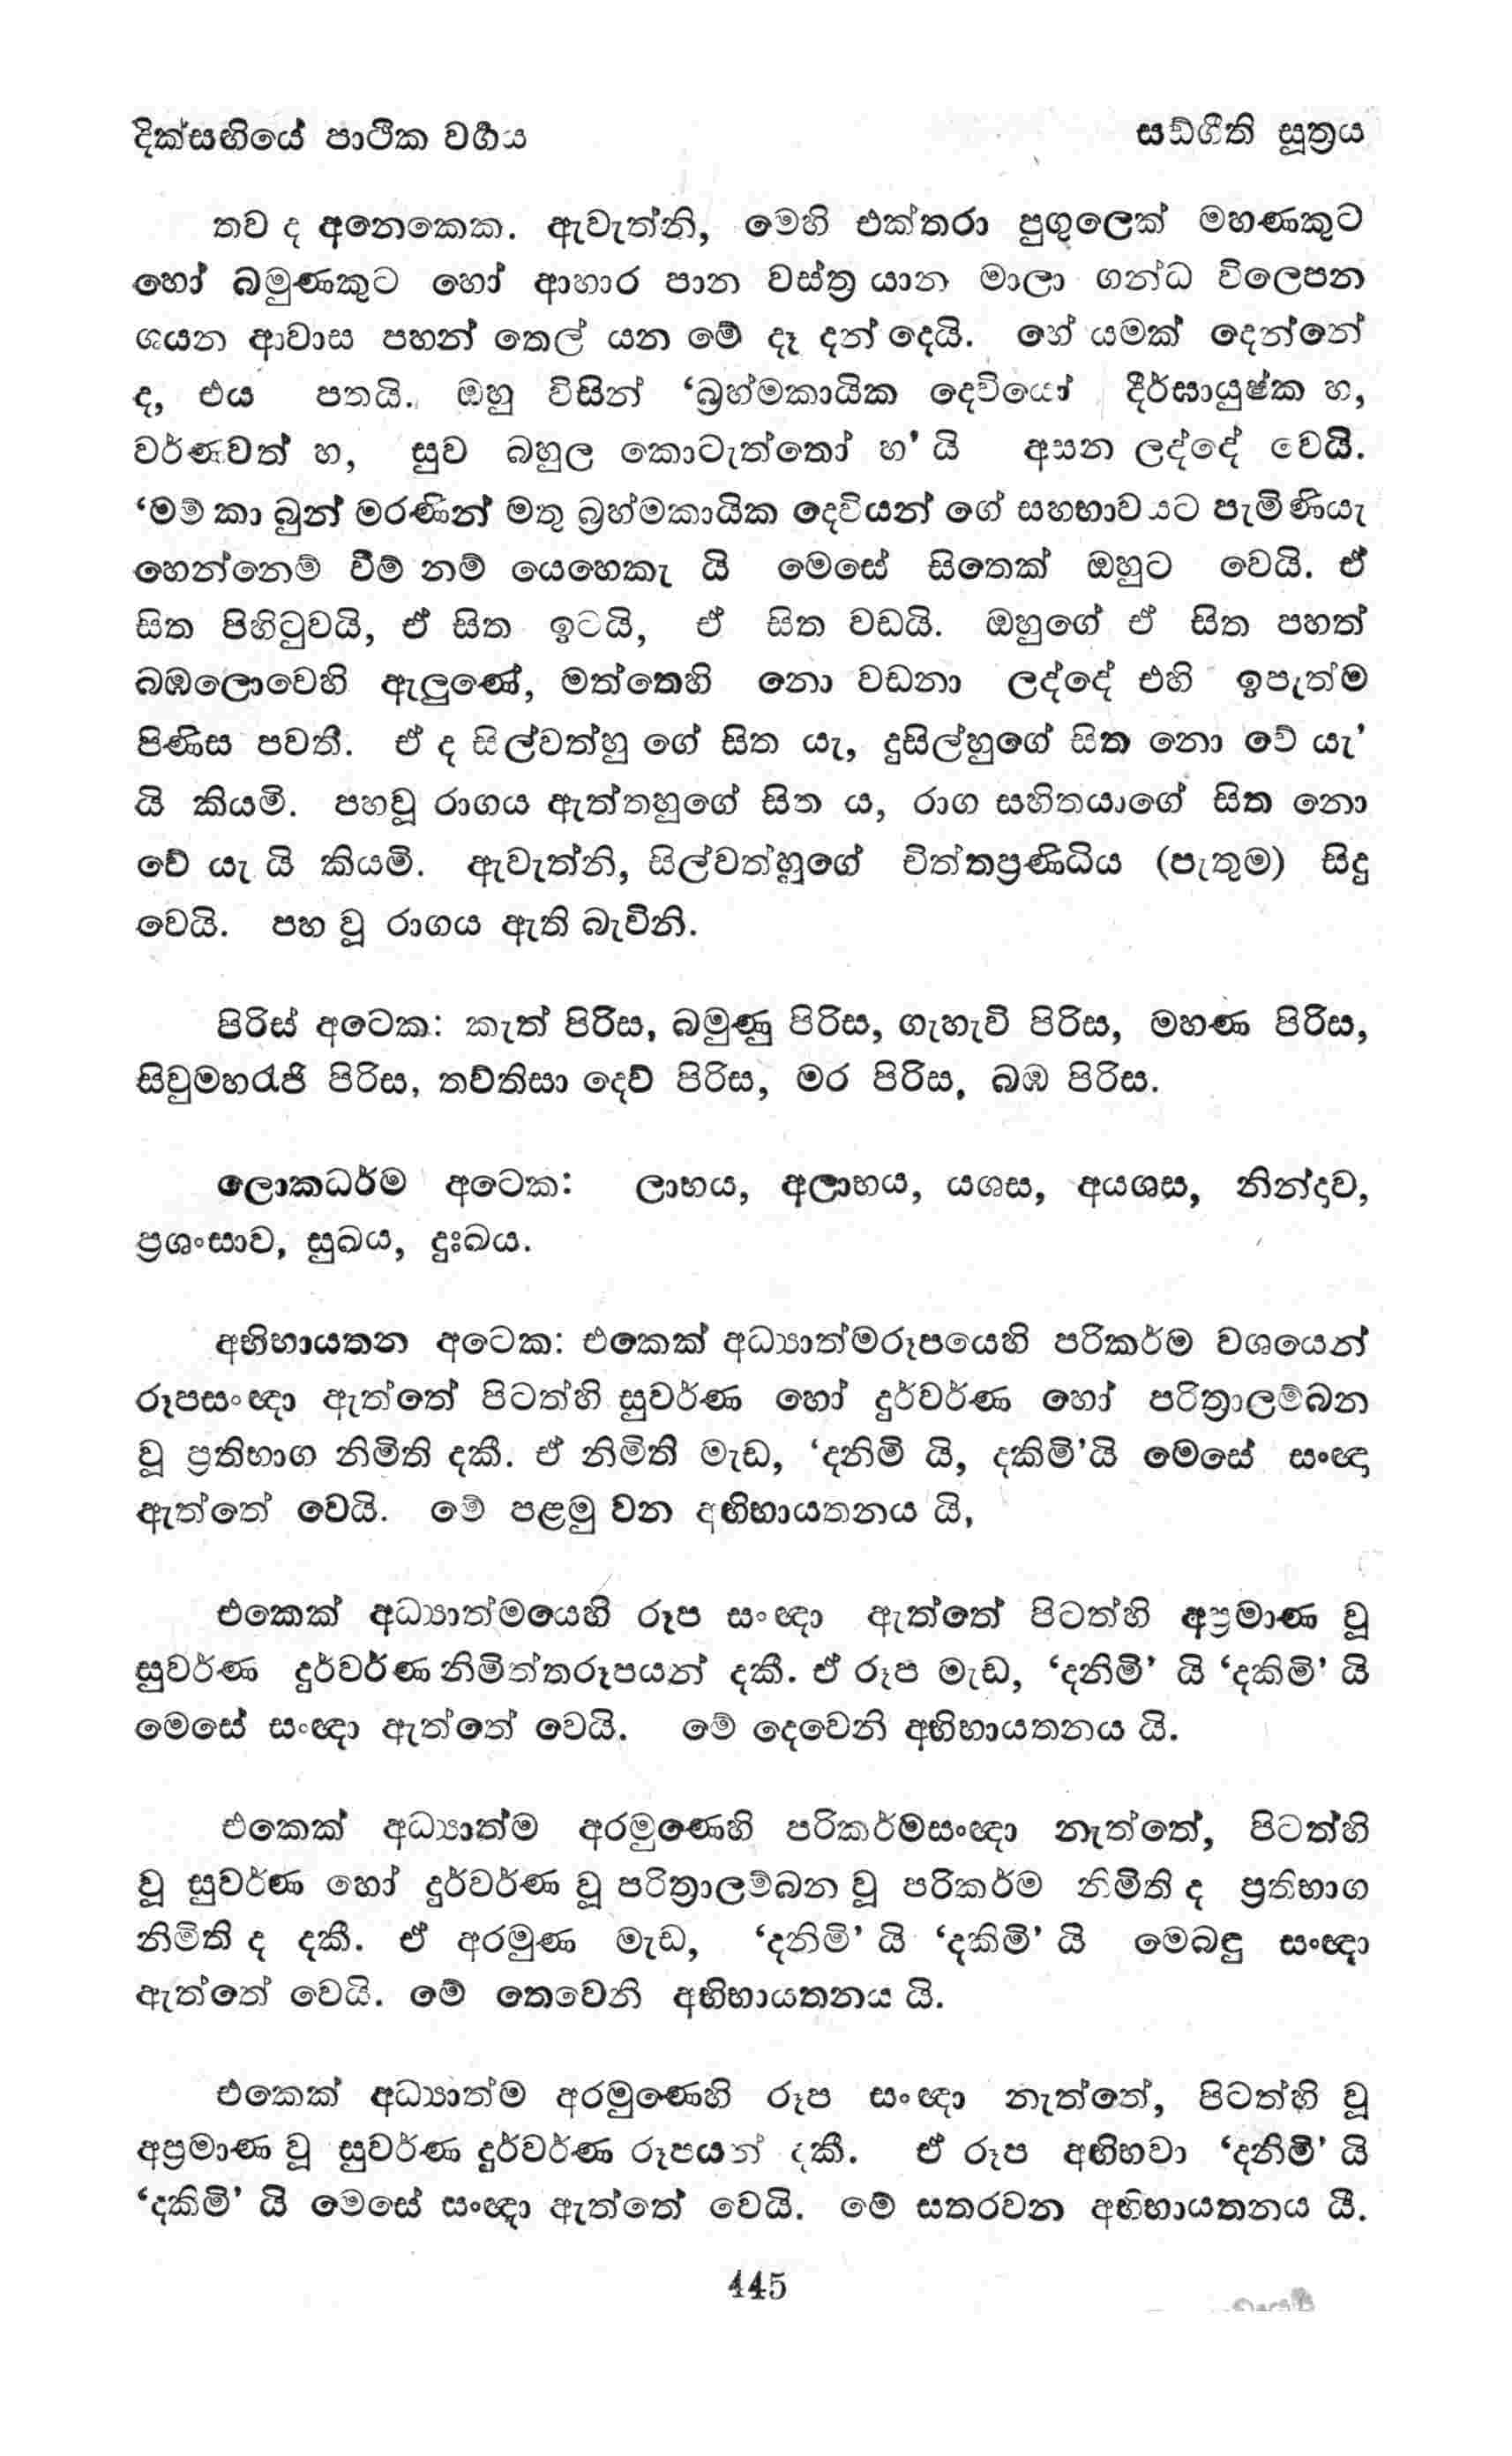 දික්සඟියේ පාථික වර්‍ගය
සඩ්ගීති සූත්‍රය
තව ද අනෙකෙක. ඇවැත්නි, මෙහි එක්තරා පුගුලෙක් මහණකුට
හෝ බමුණකුට හෝ ආහාර පාන වස්ත්‍ර යාන මාලා ගන්ධ විලෙපන
ශයන ආවාස පහන් තෙල් යන මේ දෑ දන් දෙයි. හේ යමක් දෙන්නේ
ද, එය පතයි. ඔහු විසින් ‘බ්‍රහ්මකායික දෙවියෝ දීර්ඝායුෂ්ක හ,
වර්ණවත් හ, සුව බහුල කොටැත්තෝ හ’ යි අසන ලද්දේ වෙයි.
‘මම් කා බුන් මරණින් මතු බ්‍රහ්මකායික දෙවියන් ගේ සහභාවයට පැමිණියැ
හෙන්නෙම් වීම් නම් යෙහෙකැ යි මෙසේ සිතෙක් ඔහුට වෙයි. ඒ
සිත පිහිටුවයි, ඒ සිත ඉටයි, ඒ සිත වඩයි. ඔහුගේ ඒ සිත පහත්
බඹලොවෙහි ඇලුණේ, මත්තෙහි නො වඩනා ලද්දේ එහි ඉපැත්ම
පිණිස පවතී. ඒ ද සිල්වත්හු ගේ සිත යැ, දුසිල්හුගේ සිත නො වේ යැ’
යි කියමි. පහවූ රාගය ඇත්තහුගේ සිත ය, රාග සහිතයාගේ සිත නො
වේ යැ යි කියමි. ඇවැත්නි, සිල්වත්හුගේ චිත්තප්‍රණිධිය (පැතුම) සිදු
වෙයි. පහ වූ රාගය ඇති බැවිනි.
පිරිස් අටෙක: කැත් පිරිස, බමුණු පිරිස, ගැහැවි පිරිස, මහණ පිරිස,
සිවුමහරජි පිරිස, තව්තිසා දෙව් පිරිස, මර පිරිස, බඹ පිරිස.
ලොකධර්ම අටෙක: ලාභය, අලාභය, යශස, අයශස, නින්දාව,
ප්‍රශංසාව, සුඛය, දුඃඛය.
අභිභායතන අටෙක: එකෙක් අධ්‍යාත්මරූපයෙහි පරිකර්ම වශයෙන්
රූපසංඥා ඇත්තේ පිටත්හි සුවර්ණ හෝ දුර්වර්ණ හෝ පරිත්‍රාලම්බන
වූ ප්‍රතිභාග නිමිති දකී. ඒ නිමිති මැඩ, ‘දනිමි යි, දකිමි’යි මෙසේ සංඥා
ඇත්තේ වෙයි. මේ පළමු වන අභිභායතනය යි,
එකෙක් අධ්‍යාත්මයෙහි රූප සංඥා ඇත්තේ පිටත්හි අප්‍රමාණ වූ
සුවර්ණ දුර්වර්ණ නිමිත්තරූපයන් දකී. ඒ රූප මැඩ, ‘දනිමි’ යි ‘දකිමි’ යි
මෙසේ සංඥා ඇත්තේ වෙයි. මේ දෙවෙනි අභිභායතනය යි.
එකෙක් අධ්‍යාත්ම අරමුණෙහි පරිකර්මසංඥා නැත්තේ, පිටත්හි
වූ සුවර්ණ හෝ දුර්වර්ණ වූ පරිත්‍රාලම්බන වූ පරිකර්ම නිමිති ද ප්‍රතිභාග
නිමිති ද දකී. ඒ අරමුණ මැඩ, ‘දනිමි’ යි ‘දකිමි’ යි මෙබඳු සංඥා
ඇත්තේ වෙයි. මේ තෙවෙනි අභිභායතනය යි.
එකෙක් අධ්‍යාත්ම අරමුණෙහි රූප සංඥා නැත්තේ, පිටත්හි වූ
අප්‍රමාණ වූ සුවර්ණ දුර්වර්ණ රූපයන් දකී. ඒ රූප අභිභවා ‘දනිමි’ යි
‘දකිමි’ යි මෙසේ සංඥා ඇත්තේ වෙයි. මේ සතරවන අභිභායතනය යී.
445